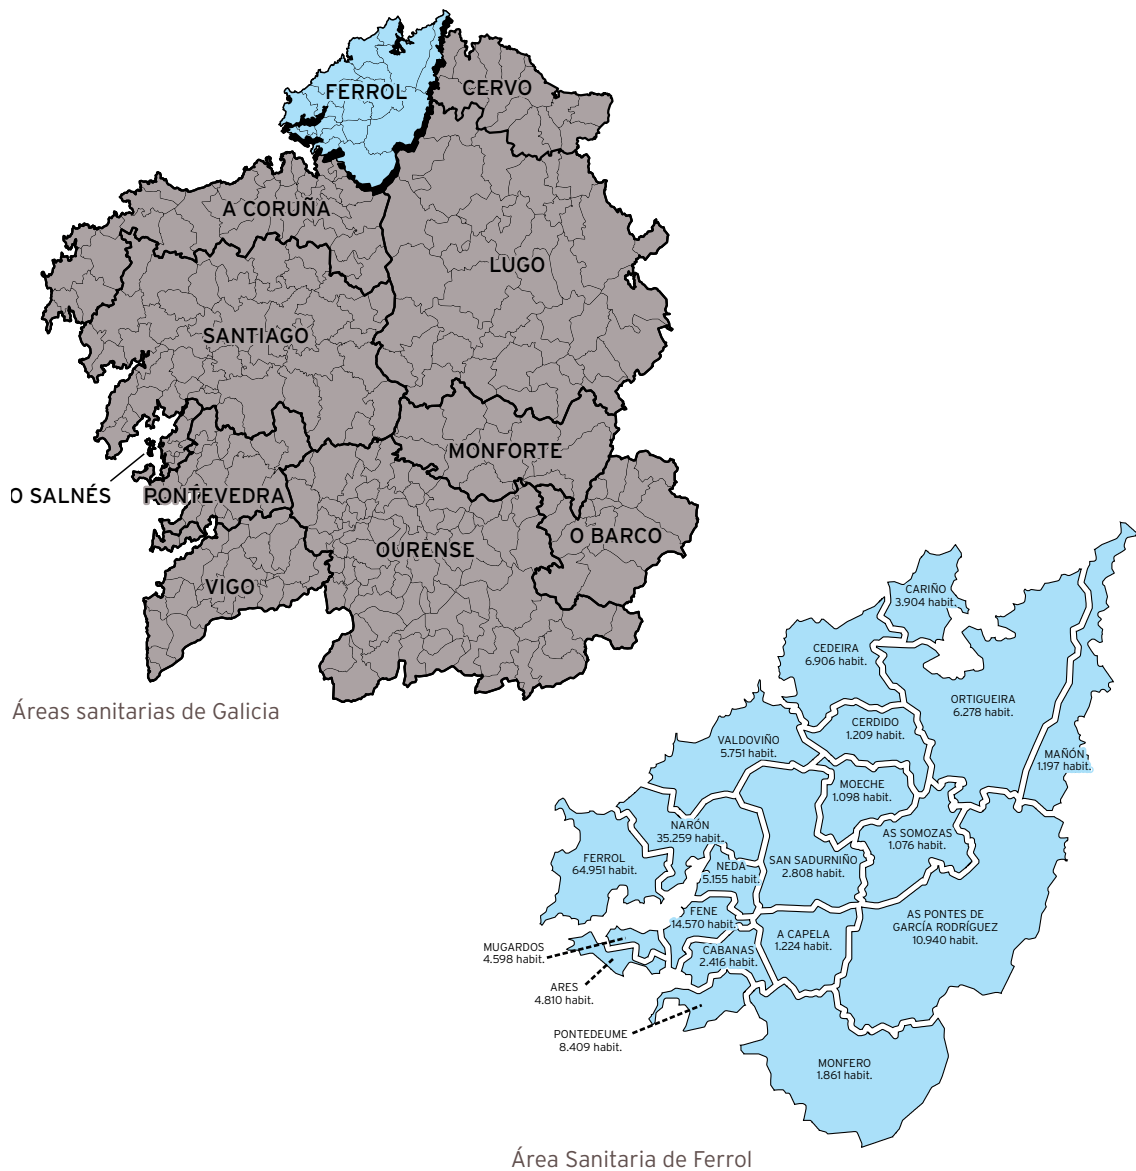 FERROL
CERVO
A CORUÑA
LUGO
SANTIAGO
MONFORTE
O SALNÉS
PONTEVEDRA
O BARCO
OURENSE
VIGO
Áreas sanitarias de Galicia
CARIÑO
3.904 habit.
CEDEIRA
6.906 habit.
ORTIGUEIRA
6.278 habit.
CERDIDO
1.209 habit.
VALDOVIÑO
5.751 habit.
MAÑÓN
1.197 habit.
MOECHE
1.098 habit.
NARÓN
35.259 habit.
AS SOMOZAS
1.076 habit.
FERROL
64.951 habit.
NEDA
5.155 habit.
SAN SADURNIÑO
2.808 habit.
FENE
14.570 habit.
AS PONTES DE
GARCÍA RODRÍGUEZ
10.940 habit.
A CAPELA
1.224 habit.
MUGARDOS
4.598 habit.
CABANAS
2.416 habit.
ARES
4.810 habit.
PONTEDEUME
8.409 habit.
MONFERO
1.861 habit.
Área Sanitaria de Ferrol